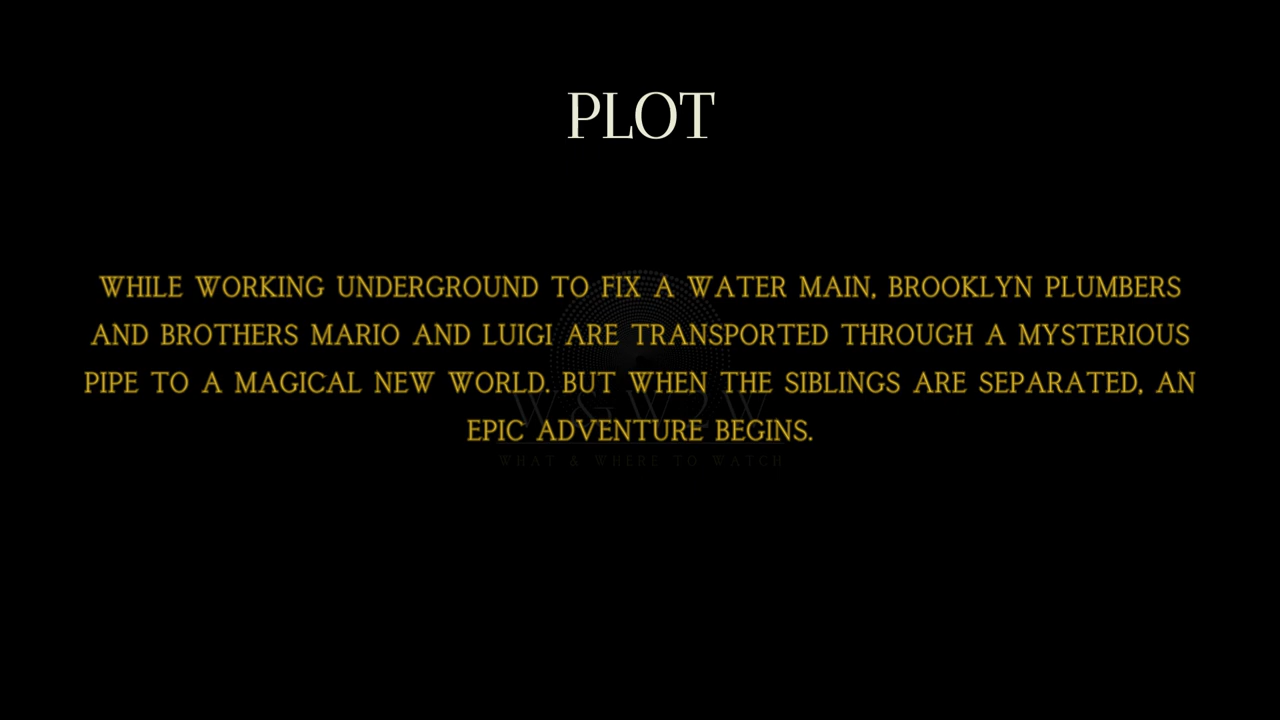 PLOT
WHILE WORKING UNDERGROUND TO FIX A WATER MAIN, BROOKLYN PLUMBERS
AND BROTHERS MARIO AND LUIGI ARE TRANSPORTED THROUGH A MYSTERIOUS
PIPE TO A MAGICAL NEW WORLD. BUT WHEN THE SIBLINGS ARE SEPARATED, AN
W&W2W
EPIC ADVENTURE BEGINS.
WHAT & WHERE TO WATCH